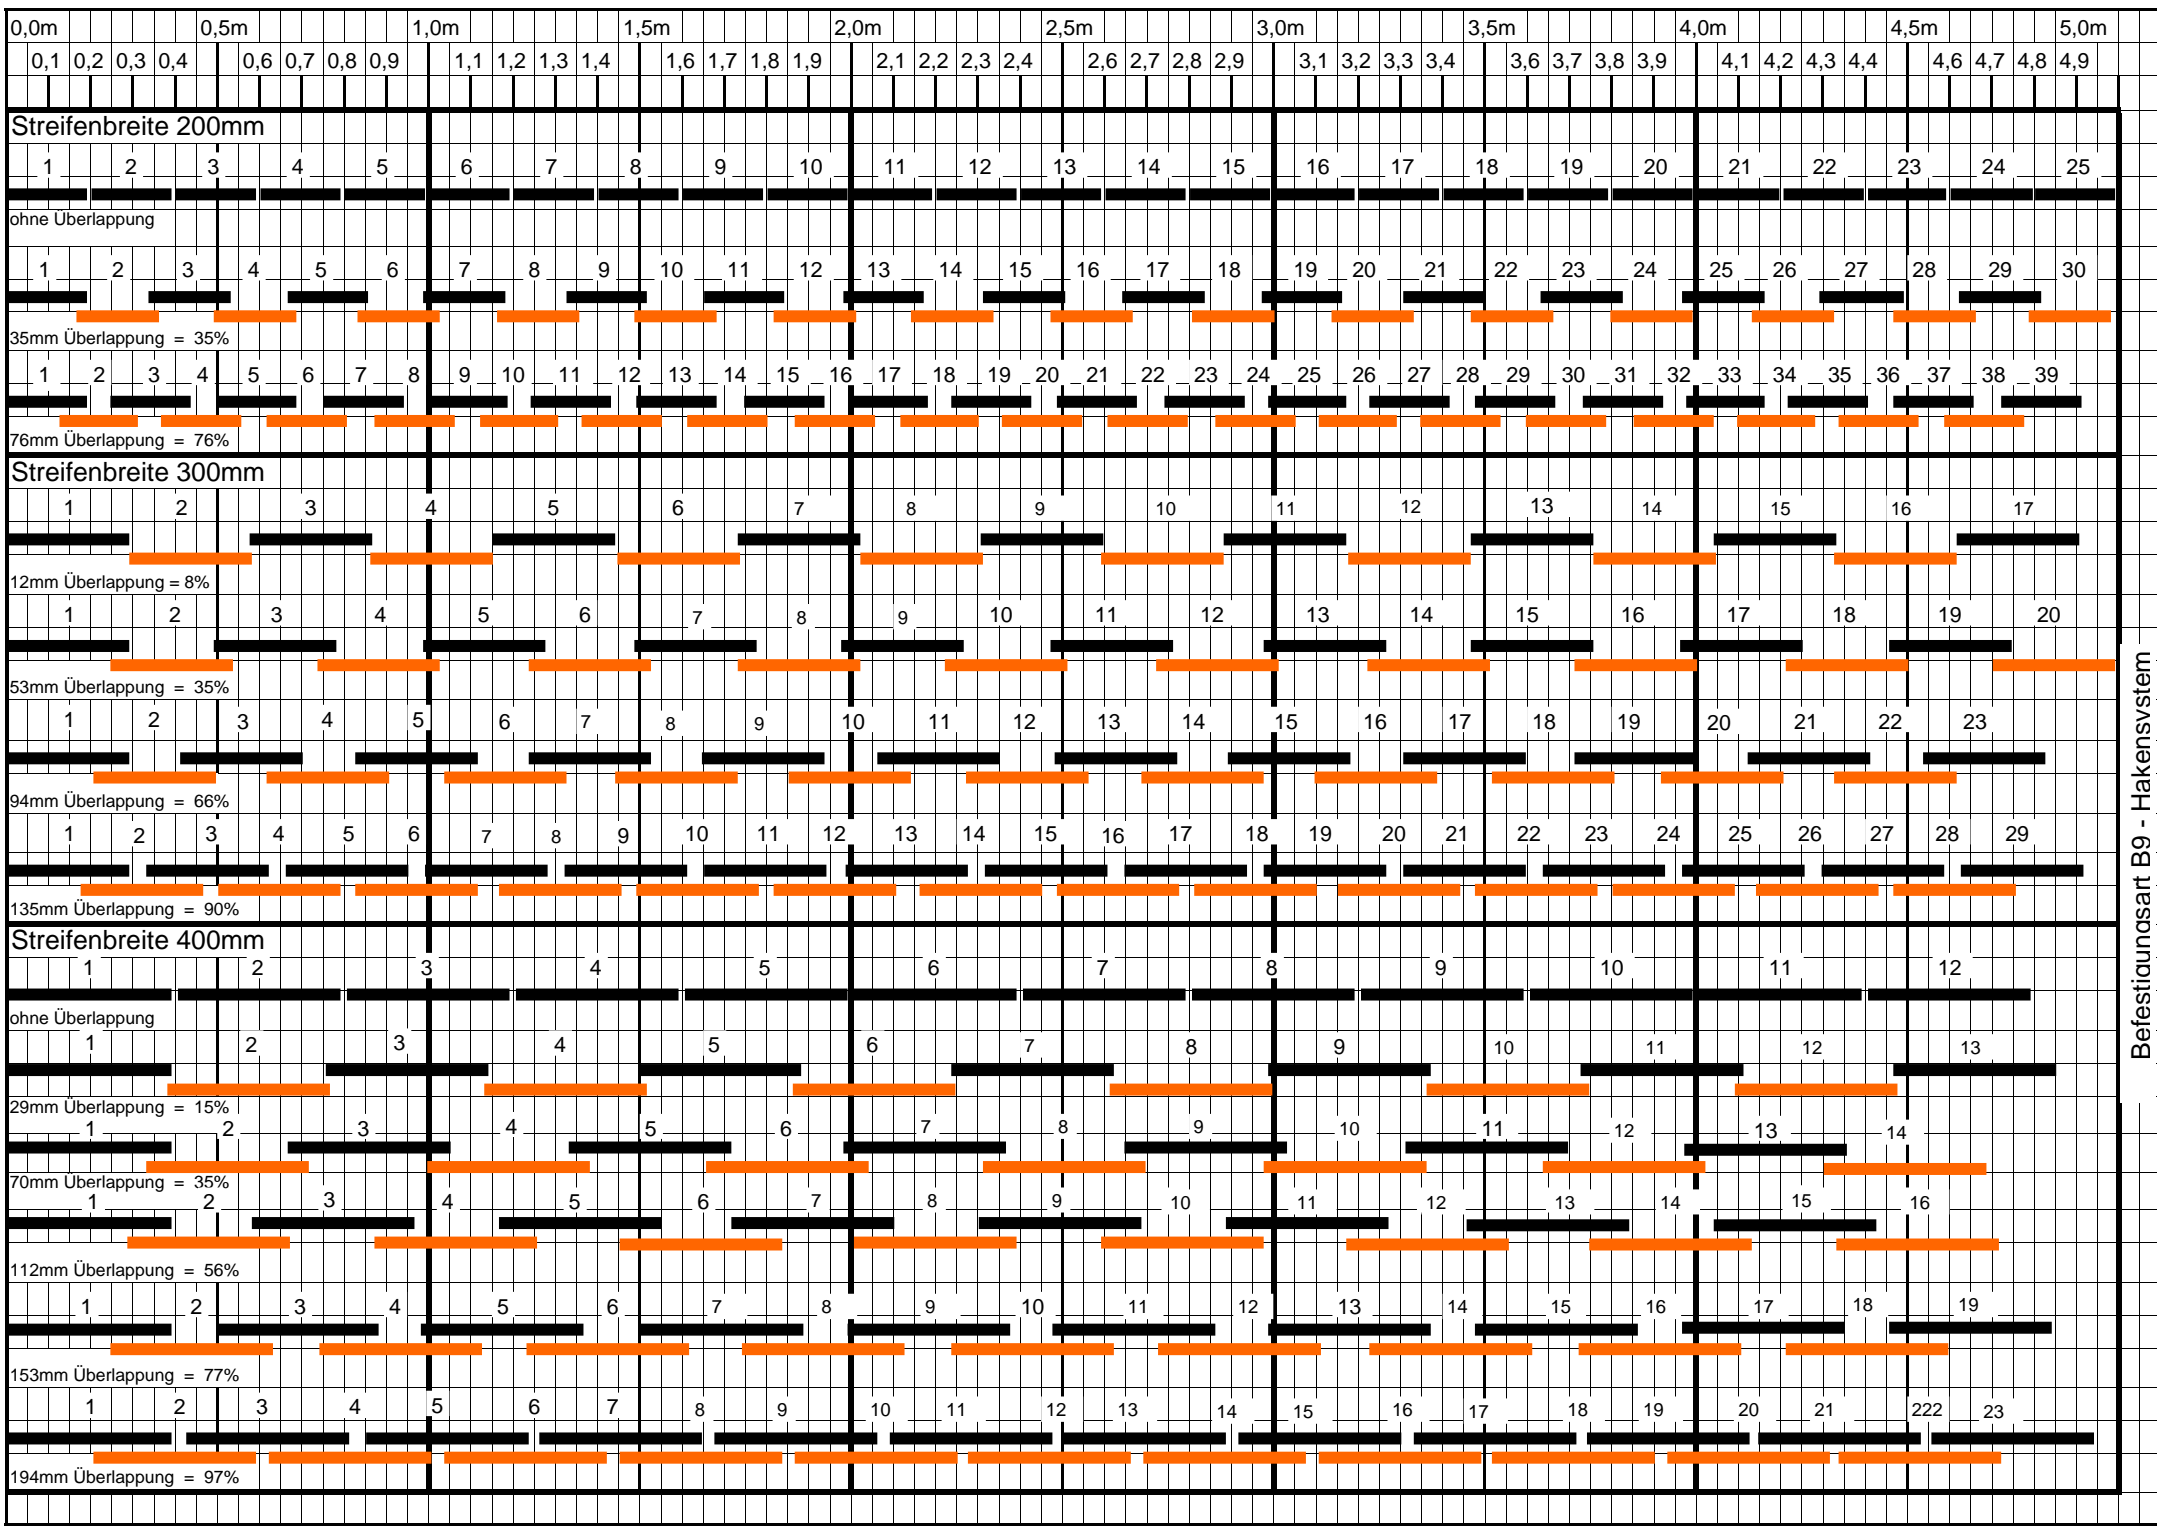 0,0m 0,5m 1,0m 1,5m 2,0m 2,5m 3,0m 3,5m 4,0m 4,5m 5,0m
0,1 0,2 0,3 0,4 0,6 0,7 0,8 0,9 1,1 1,2 1,3 1,4 1,6 1,7 1,8 1,9 2,1 2,2 2,3 2,4 2,6 2,7 2,8 2,9 3,1 3,2 3,3 3,4 3,6 3,7 3,8 3,9 4,1 4,2 4,3 4,4 4,6 4,7 4,8 4,9
Streifenbreite 200mm
1 2 3 4 5 6 7 8 9 10 11 12 13 14 15 16 17 18 19 20 21 22 23 24 25
ohne Überlappung
1 2 3 4 5 6 7 8 9 10 11 12 13 14 15 16 17 18 19 20 21 22 23 24 25 26 27 28 29 30
35mm Überlappung = 35%
1 2 3 4 5 6 7 8 9 10 11 12 13 14 15 16 17 18 19 20 21 22 23 24 25 26 27 28 29 30 31 32 33 34 35 36 37 38 39
76mm Überlappung = 76%
Streifenbreite 300mm
1 2 3 4 5 6 7 8 9 10 11 12 13 14 15 16 17
12mm Überlappung = 8%
1 2 3 4 5 6 7 8 9 10 11 12 13 14 15 16 17 18 19 20
53mm Überlappung = 35%
1 2 3 4 5 6 7 8 9 10 11 12 13 14 15 16 17 18 19 20 21 22 23
94mm Überlappung = 66%
1 2 3 4 5 6 7 8 9 10 11 12 13 14 15 16 17 18 19 20 21 22 23 24 25 26 27 28 29
135mm Überlappung = 90%
Streifenbreite 400mm
1 2 3 4 5 6 7 8 9 10 11 12
ohne Überlappung
1 2 3 4 5 6 7 8 9 10 11 12 13
29mm Überlappung = 15%
1 2 3 4 5 6 7 8 9 10 11 12 13 14
70mm Überlappung = 35%
1 2 3 4 5 6 7 8 9 10 11 12 13 14 15 16
112mm Überlappung = 56%
1 2 3 4 5 6 7 8 9 10 11 12 13 14 15 16 17 18 19
153mm Überlappung = 77%
1 2 3 4 5 6 7 8 9 10 11 12 13 14 15 16 17 18 19 20 21 222 23
194mm Überlappung = 97%
Befestigungsart B9 - Hakensystem